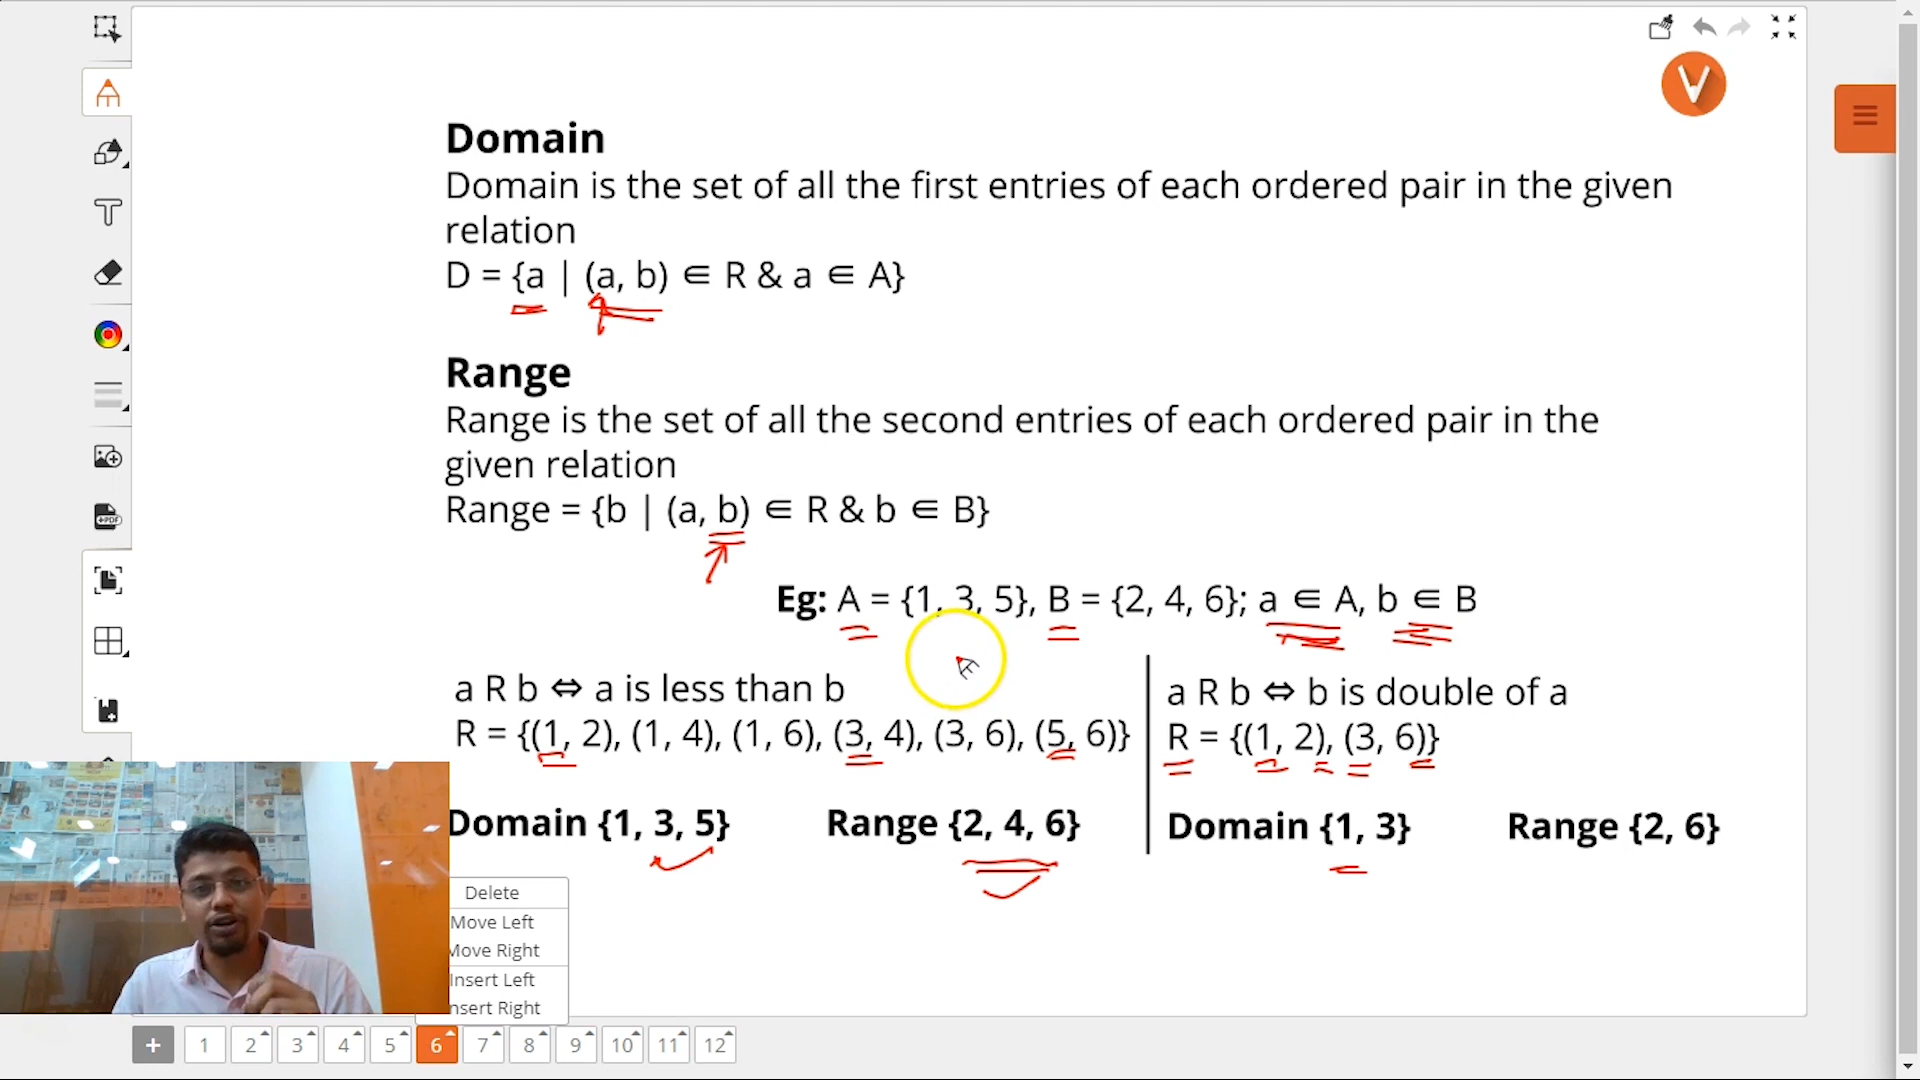 Domain
Domain is the set of all the first entries of each ordered pair in the given
relation
D = {a | (a, b) ∈ R & a ∈ A}
Range
Range is the set of all the second entries of each ordered pair in the
given relation
Range = {b | (a, b) ∈ R & b ∈ B}
Eg: A = {1, 3, 5}, B = {2, 4, 6}; a ∈ A, b ∈ B
a R b ⇔ a is less than b
R = {(1, 2), (1, 4), (1, 6), (3, 4), (3, 6), (5, 6)}
Domain {1, 3, 5} Range {2, 4, 6}
a R b ⇔ b is double of a
R = {(1, 2), (3, 6)}
Domain {1, 3} Range {2, 6}
Delete
Move Left
Move Right
Insert Left
nsert Right
+ 1 2 3 4 5 6 7 8 9 10 11 12
+PDF